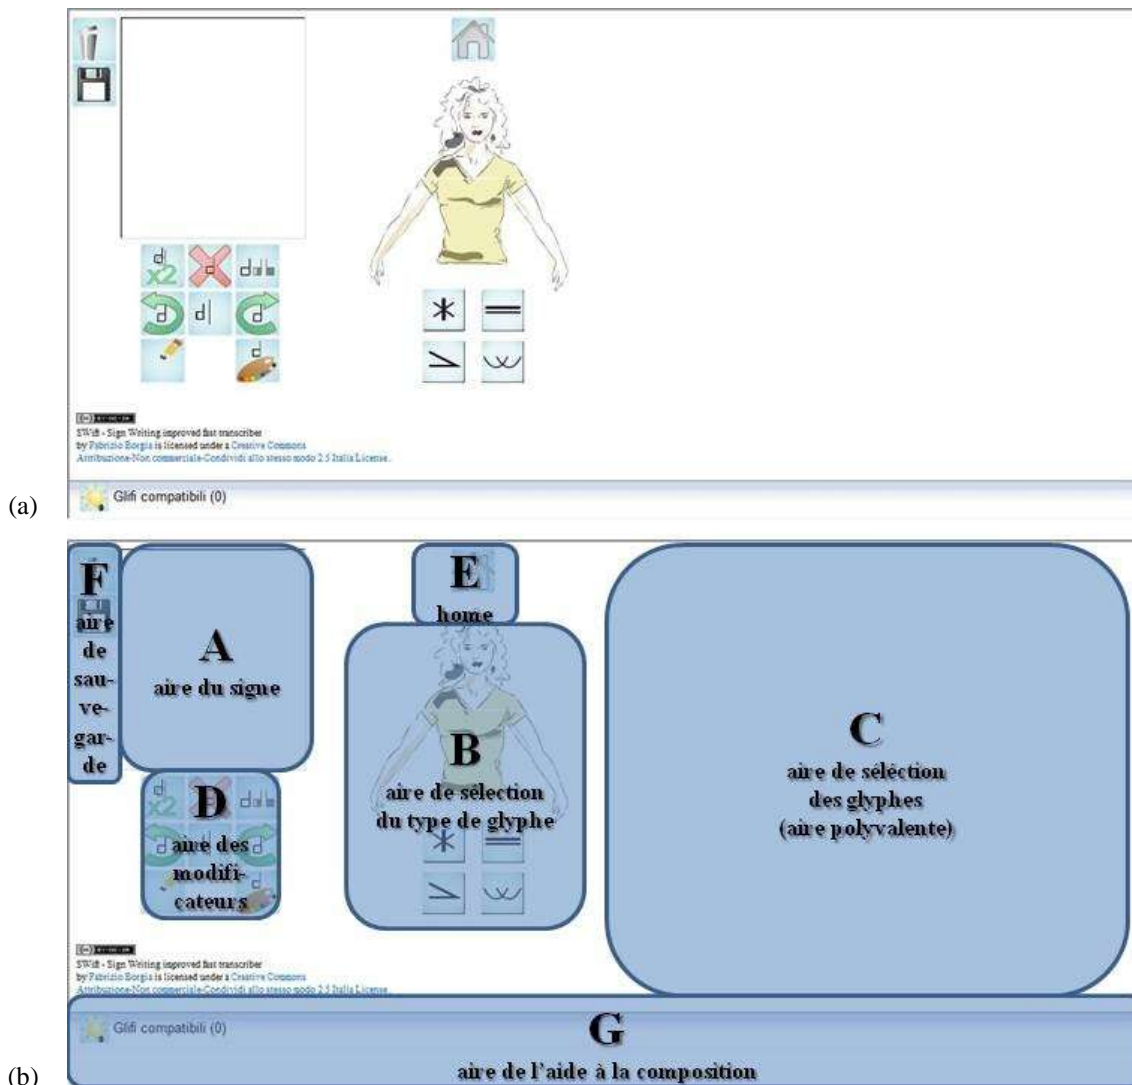 x2
SWift - Sign Writing improved fast transcriber
by Fabrizio Borgia is licensed under a Creative Commons
Attribuzione-Non commerciale-Condividi allo stesso modo 2.5 Italia License.
(a)
Glifi compatibili (0)
F
aire
de
sau-
ve-
gar-
de
A
aire du signe
E
home
B
aire de sélection
du type de glyphe
C
aire de séléction
des glyphes
(aire polyvalente)
x2
D
aire des
modifi-
cateurs
SWift - Sign Writing improved fast transcriber
by Fabrizio Borgia is licensed under a Creative Commons
Attribuzione-Non commerciale-Condividi allo stesso modo 2.5 Italia License.
Glifi compatibili (0)
G
aire de l'aide à la composition
(b)